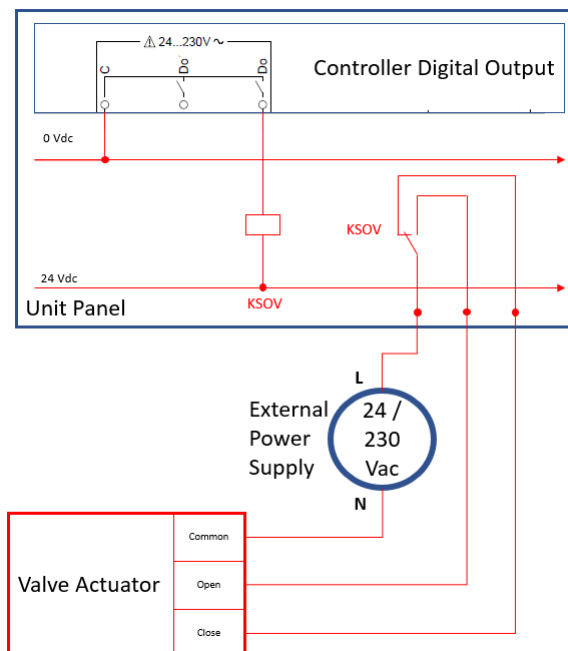 ⚠ 24...230V ~
C
Do
Do
Controller Digital Output
0 Vdc
KSOV
24 Vdc
KSOV
Unit Panel
L
External
Power
Supply
24 /
230
Vac
N
Valve Actuator
Common
Open
Close